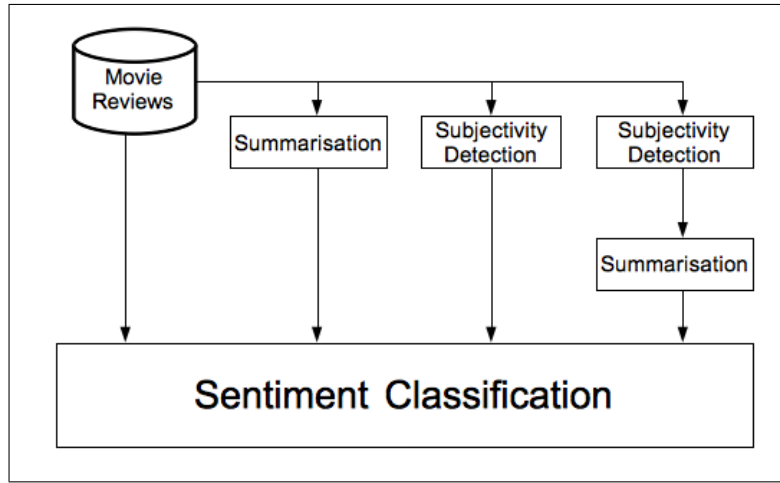 Movie
Reviews
Summarisation
Subjectivity
Detection
Subjectivity
Detection
Summarisation
Sentiment Classification